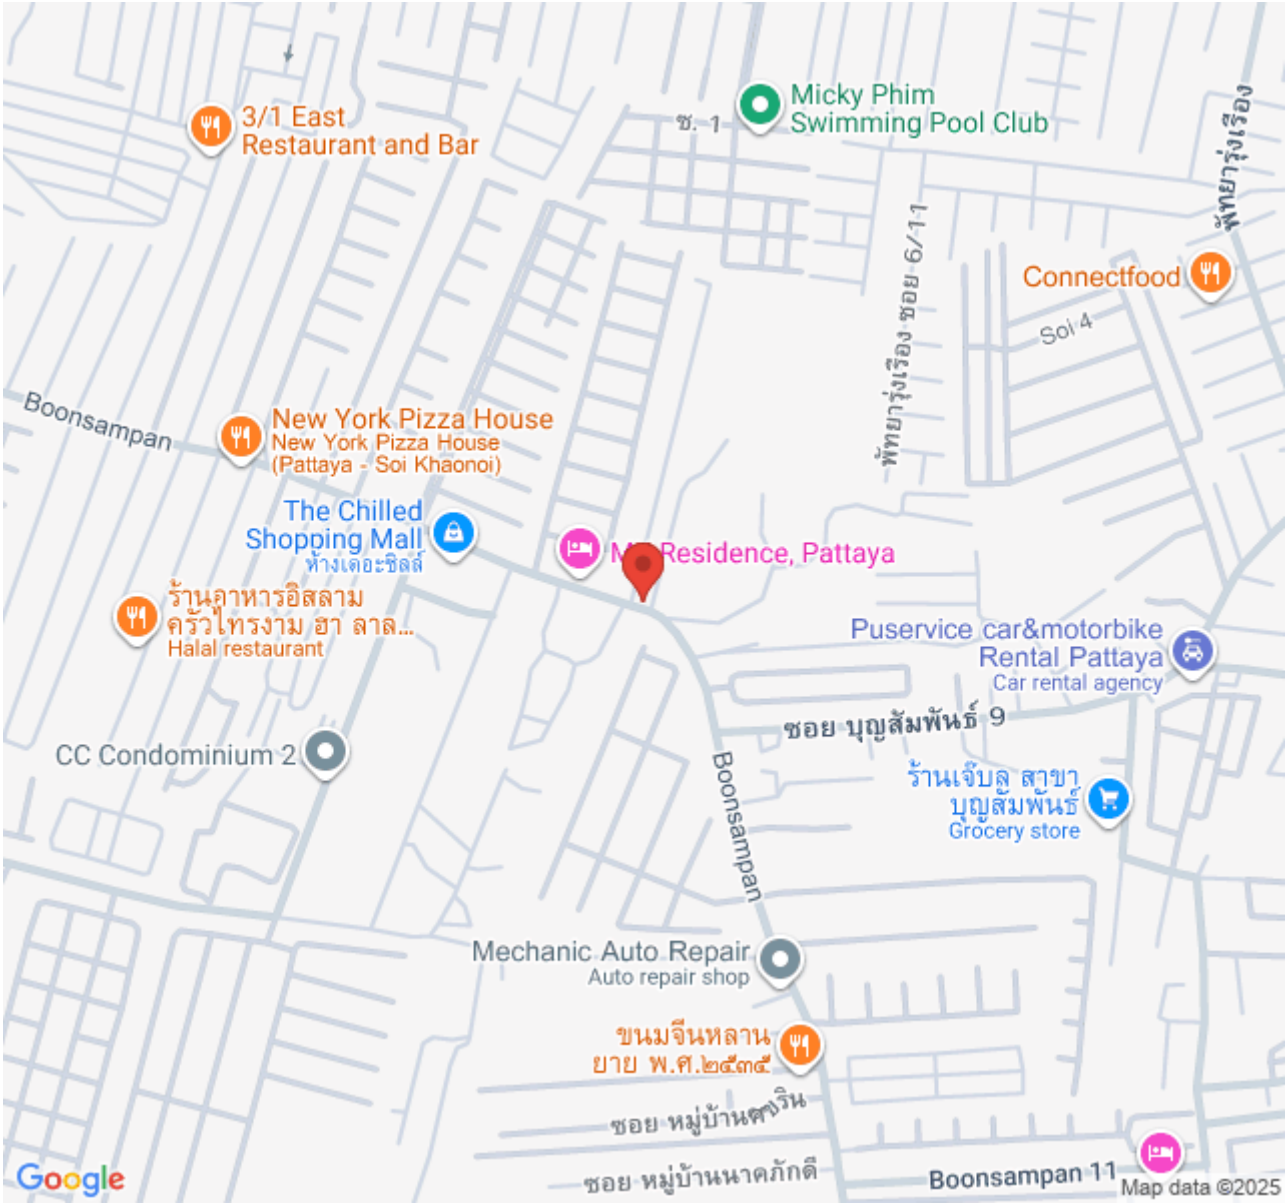 3/1 East
Restaurant and Bar
ซ. 1
Micky Phim
Swimming Pool Club
พัทยารุ่งเรือง
พัทยารุ่งเรือง ซอย 6/11
Connectfood
Soi 4
Boonsampan
New York Pizza House
New York Pizza House
(Pattaya - Soi Khaonoi)
The Chilled
Shopping Mall
ห้างเดอะชิลล์
Residence, Pattaya
ร้านอาหารอิสลาม
ครัวไทรงาม ฮา ลาล...
Halal restaurant
Puservice car&motorbike
Rental Pattaya
Car rental agency
ซอย บุญสัมพันธ์ 9
CC Condominium 2
Boonsampan
ร้านเจ๊บล สาขา
บุญสัมพันธ์
Grocery store
Mechanic Auto Repair
Auto repair shop
ขนมจีนหลาน
ยาย พ.ศ.๒๕๓๕
ซอย หมู่บ้าน
ซอย หมู่บ้านนาคภักดี
Boonsampan 11
Google
Map data ©2025